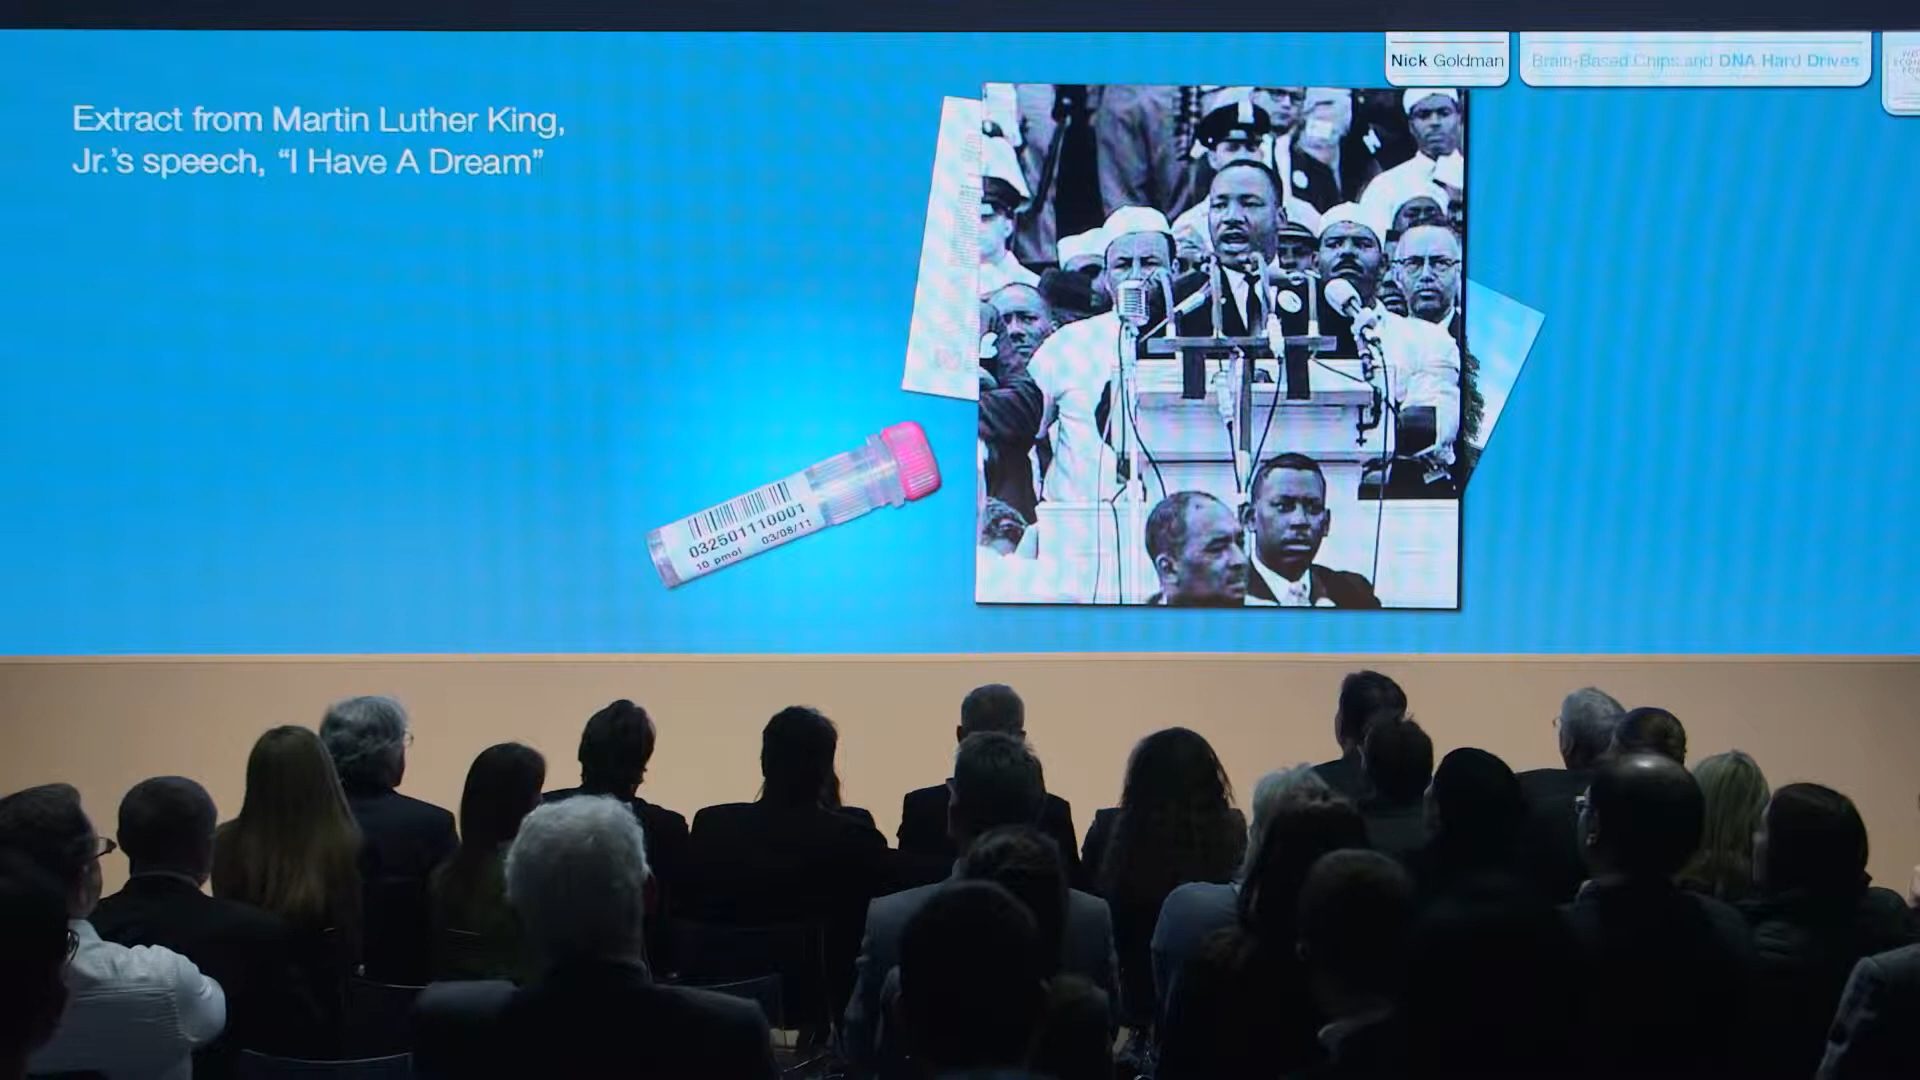 Nick Goldman
Brain-Based Chips and DNA Hard Drives
Extract from Martin Luther King,
Jr.'s speech, “I Have A Dream”
032501110001
10 pmol 03/08/11